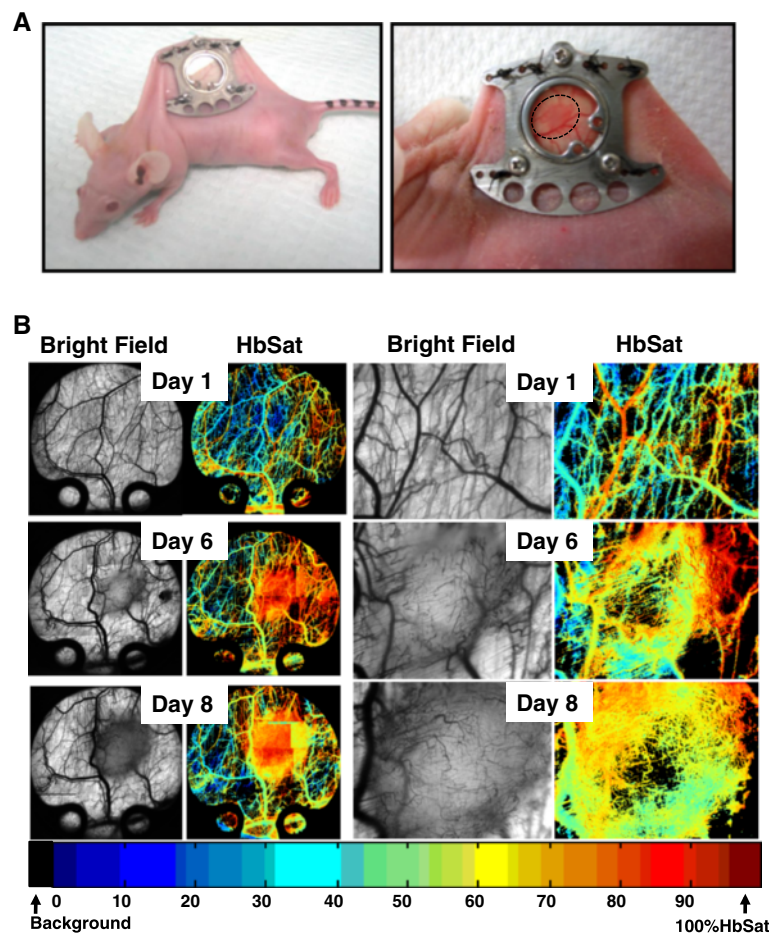 A
B
Bright Field HbSat Bright Field HbSat
Day 1 Day 1
Day 6 Day 6
Day 8 Day 8
0 10 20 30 40 50 60 70 80 90
Background 100%HbSat